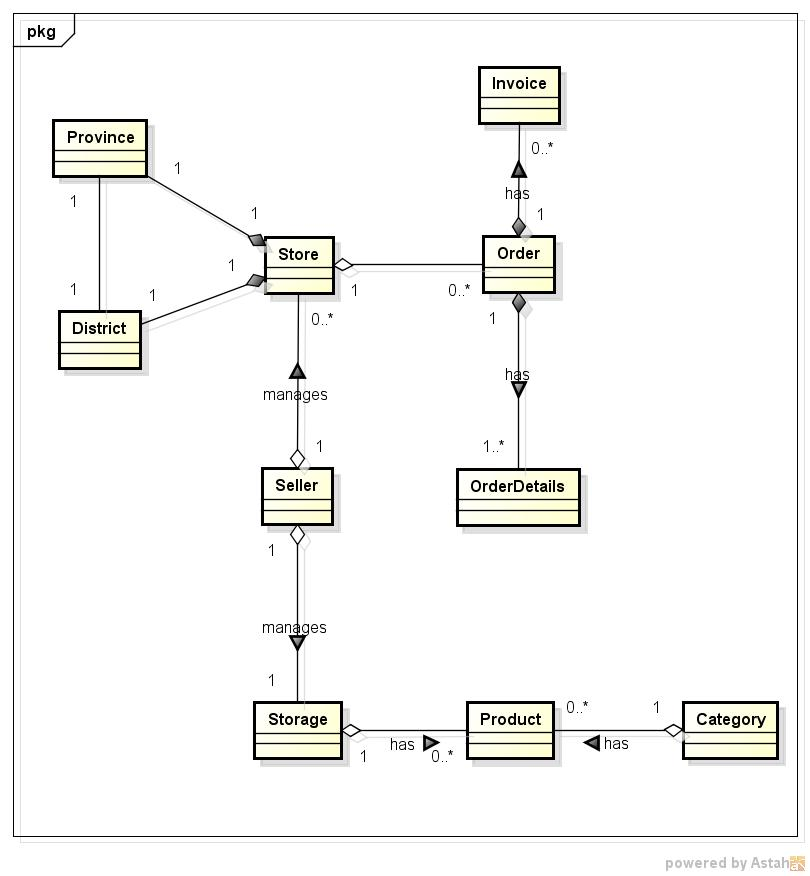 pkg
Invoice
0..*
has
1
Province
1
1
1
1
Store
1
0..*
Order
1
1
1
District
0..*
manages
1
Seller
1
has
1..*
OrderDetails
manages
1
Storage
1
has
0..*
Product
0..*
1
has
Category
powered by Astah